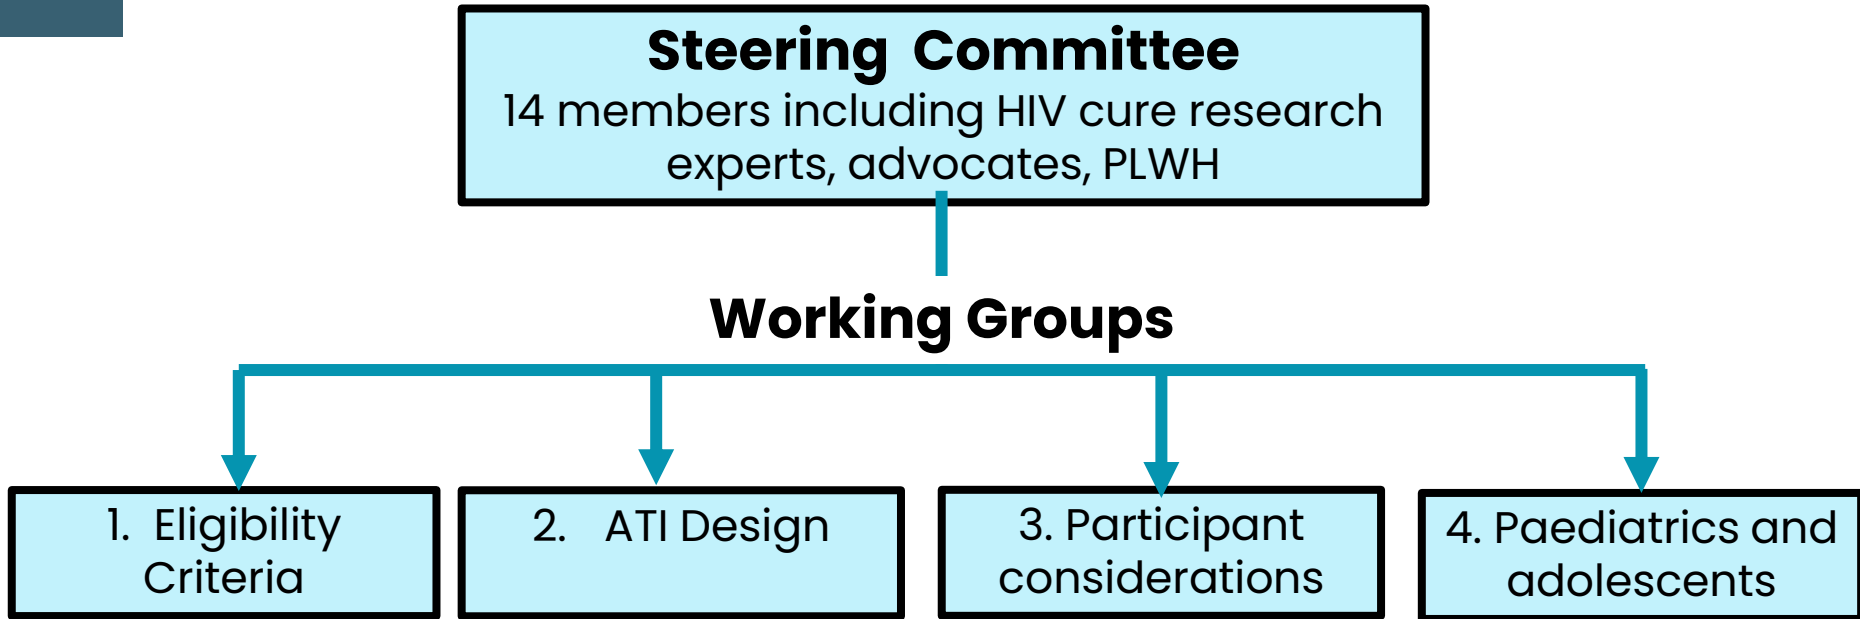 Steering Committee
14 members including HIV cure research
experts, advocates, PLWH
Working Groups
1. Eligibility
Criteria
2. ATI Design
3. Participant
considerations
4. Paediatrics and
adolescents